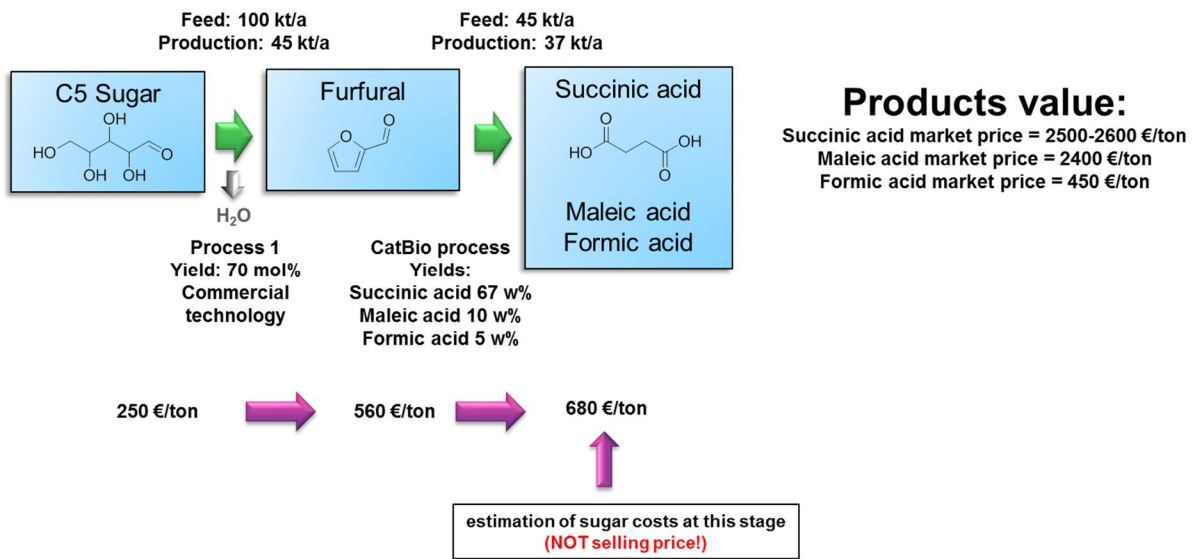 Feed: 100 kt/a
Production: 45 kt/a
Feed: 45 kt/a
Production: 37 kt/a
C5 Sugar
OH
HO
O
OH
OH
H₂O
Furfural
O
O
Succinic acid
O
OH
HO
O
Maleic acid
Formic acid
Products value:
Succinic acid market price = 2500-2600 €/ton
Maleic acid market price = 2400 €/ton
Formic acid market price = 450 €/ton
Process 1
Yield: 70 mol%
Commercial
technology
CatBio process
Yields:
Succinic acid 67 w%
Maleic acid 10 w%
Formic acid 5 w%
250 €/ton
560 €/ton
680 €/ton
estimation of sugar costs at this stage
(NOT selling price!)